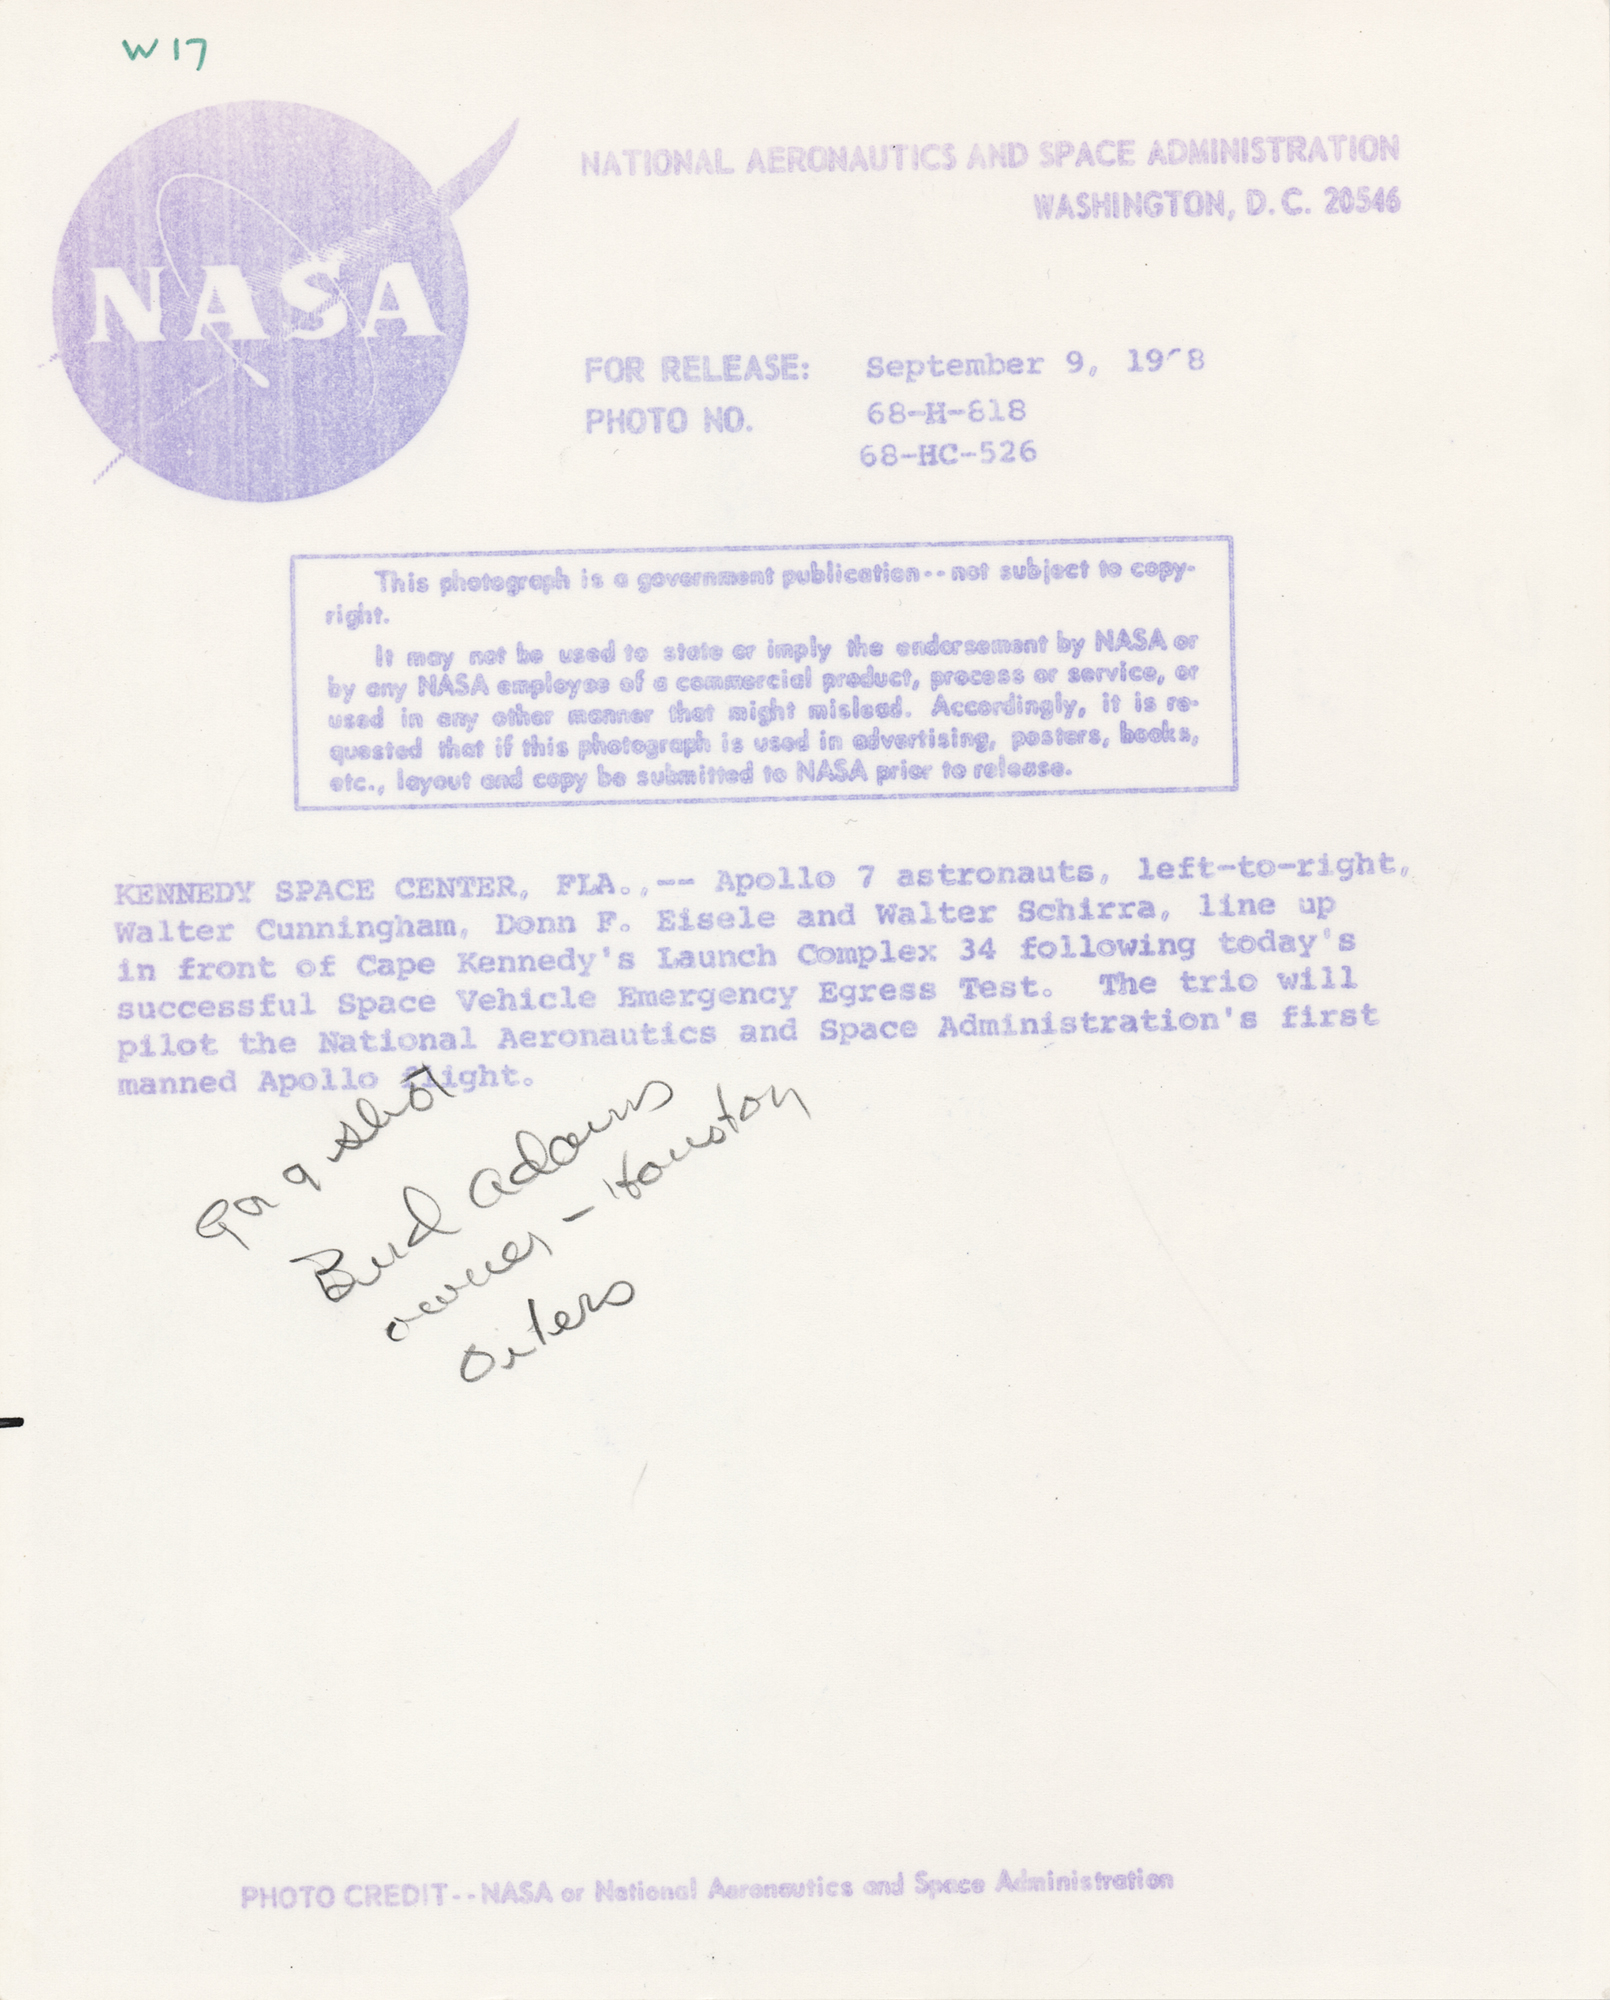 W 17
NASA
NATIONAL AERONAUTICS AND SPACE ADMINISTRATION
WASHINGTON, D. C. 20546
FOR RELEASE: September 9, 19 8
PHOTO NO. 68-H-818
68-HC-526
This photograph is a government publication--not subject to copy-
right.
It may not be used to state or imply the endorsement by NASA or
by any NASA employee of a commercial product, process or service, or
used in any other manner that might mislead. Accordingly, it is re-
quested that if this photograph is used in advertising, posters, books,
etc., layout and copy be submitted to NASA prior to release.
KENNEDY SPACE CENTER, FLA.,-- Apollo 7 astronauts, left-to-right,
Walter Cunningham, Donn F. Eisele and Walter Schirra, line up
in front of Cape Kennedy's Launch Complex 34 following today's
successful Space Vehicle Emergency Egress Test. The trio will
pilot the National Aeronautics and Space Administration's first
manned Apollo flight.
shot
Bud Adams
owner - Houston
Oilers
PHOTO CREDIT--NASA or National Aeronautics and Space Administration